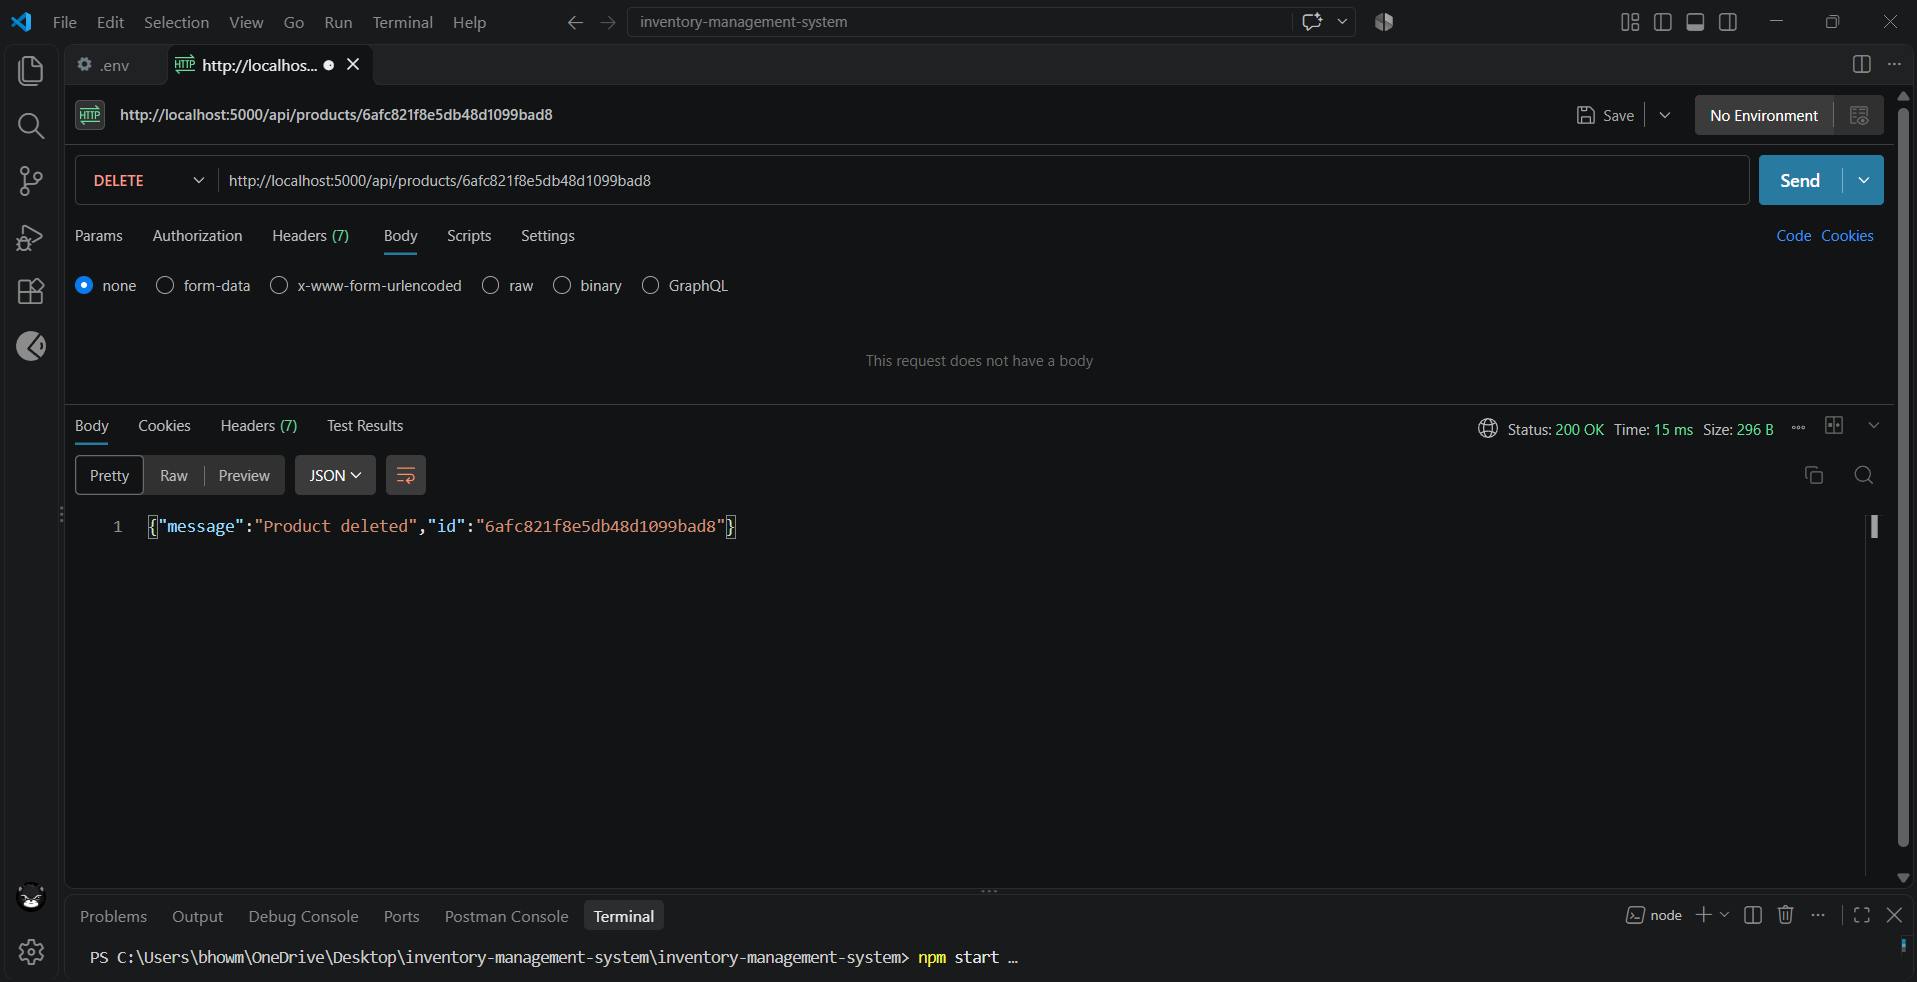 File Edit Selection View Go Run Terminal Help
inventory-management-system
.env
HTTP http://localhos...
HTTP http://localhost:5000/api/products/6afc821f8e5db48d1099bad8
Save
No Environment
DELETE
http://localhost:5000/api/products/6afc821f8e5db48d1099bad8
Send
Params Authorization Headers (7) Body Scripts Settings
Code Cookies
none form-data x-www-form-urlencoded raw binary GraphQL
This request does not have a body
Body Cookies Headers (7) Test Results
Status: 200 OK Time: 15 ms Size: 296 B
Pretty Raw Preview JSON
1 {"message":"Product deleted","id":"6afc821f8e5db48d1099bad8"}
Problems Output Debug Console Ports Postman Console Terminal
node
PS C:\Users\bhowm\OneDrive\Desktop\inventory-management-system\inventory-management-system> npm start …